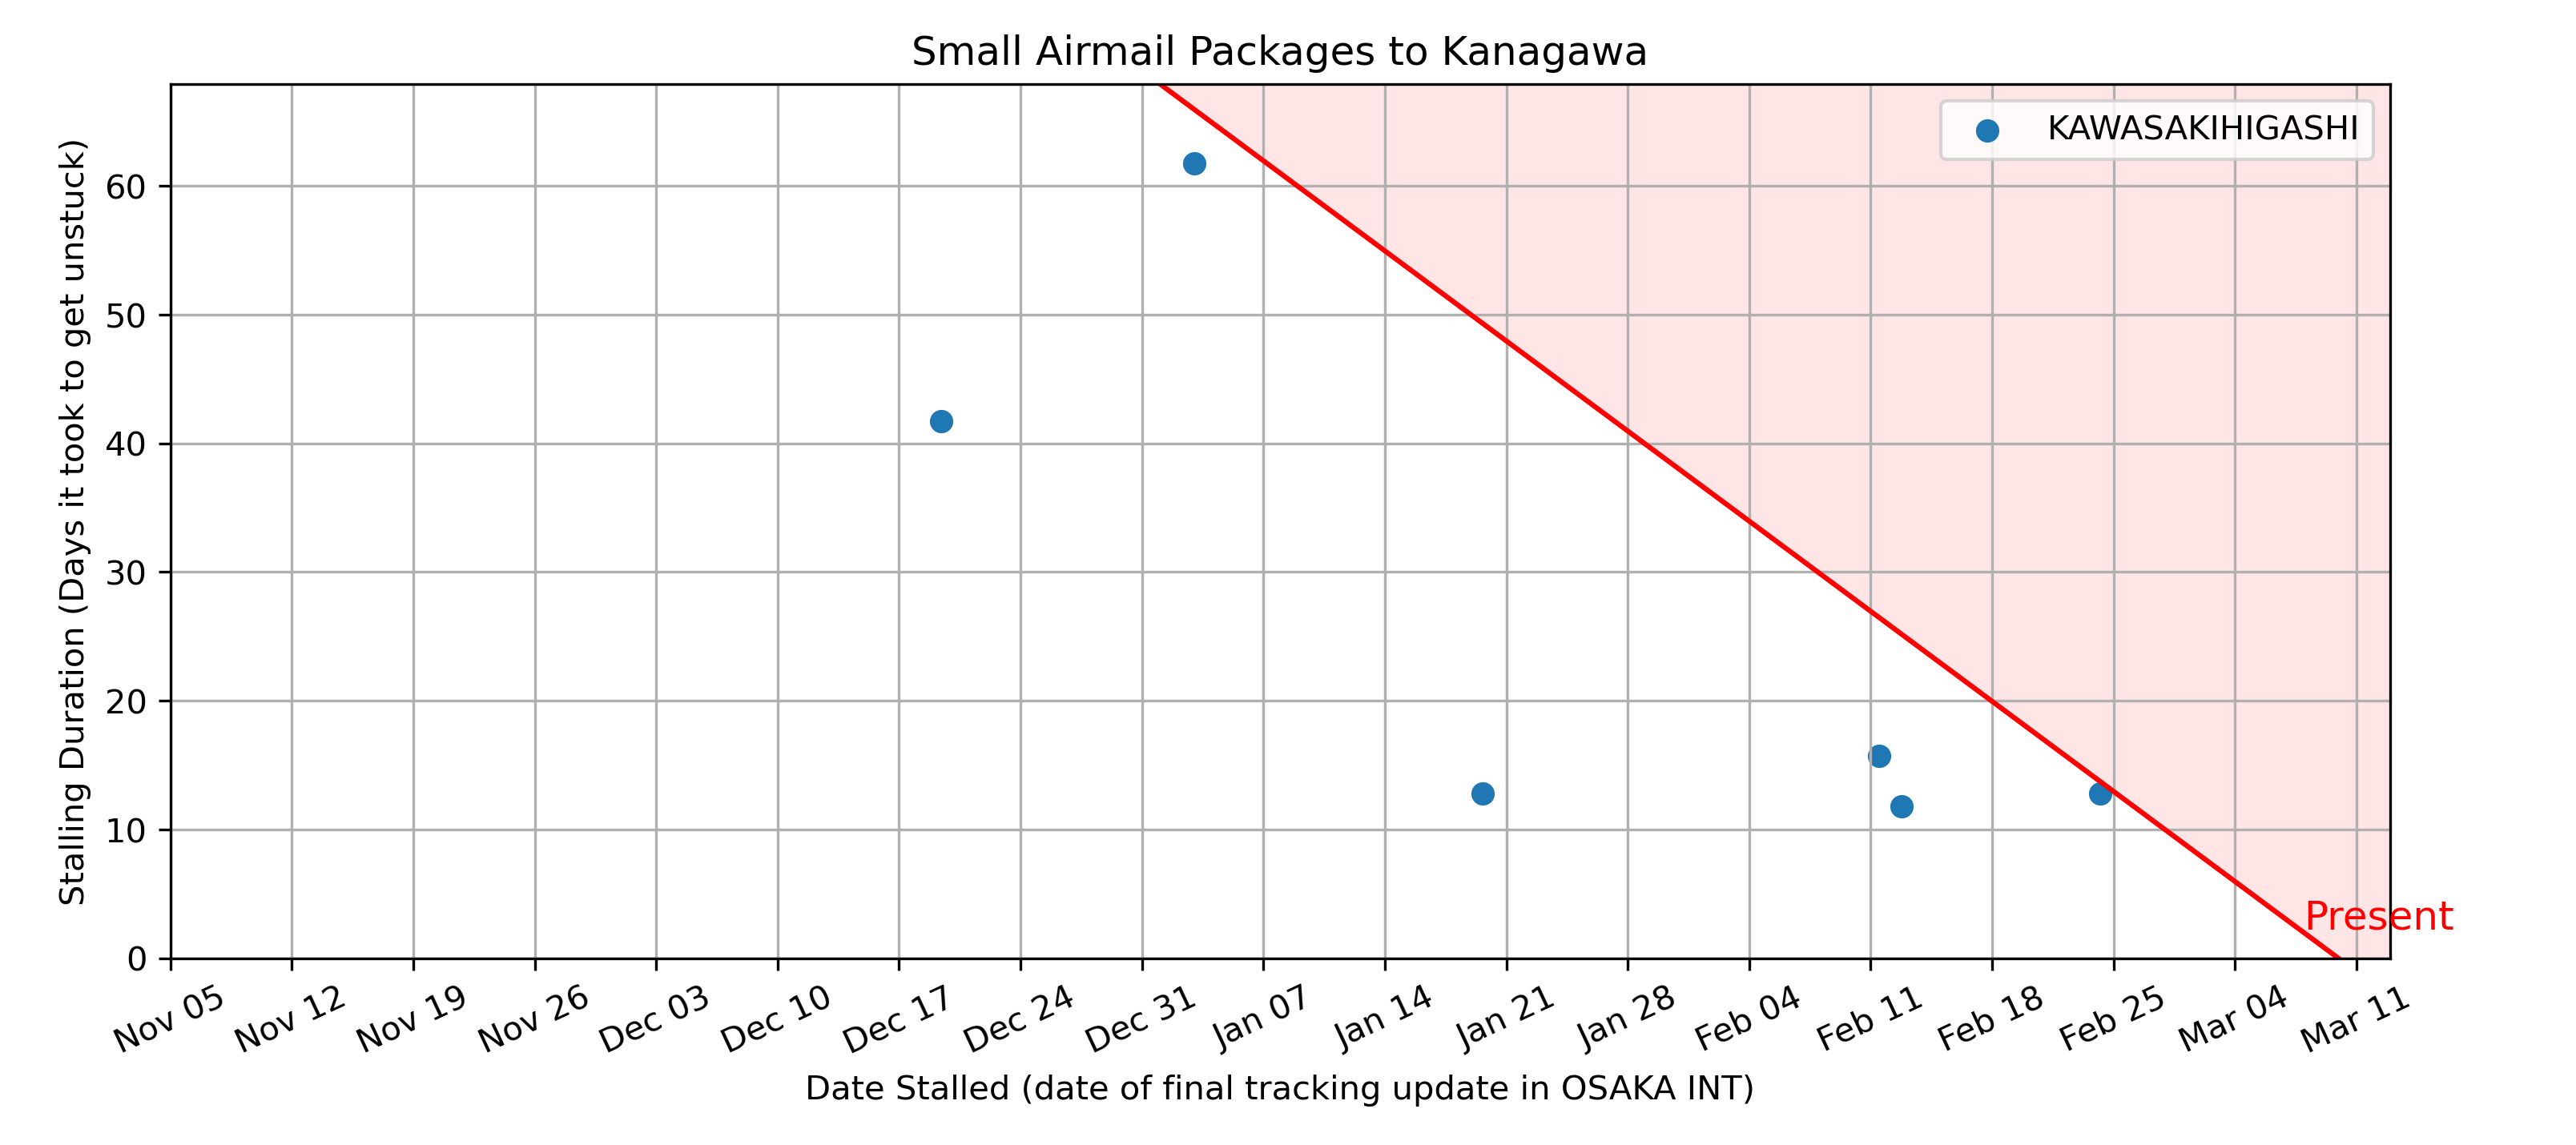 Small Airmail Packages to Kanagawa
KAWASAKIHIGASHI
Stalling Duration (Days it took to get unstuck)
60
50
40
30
20
10
0
Present
Nov 05
Nov 12
Nov 19
Nov 26
Dec 03
Dec 10
Dec 17
Dec 24
Dec 31
Jan 07
Jan 14
Jan 21
Jan 28
Feb 04
Feb 11
Feb 18
Feb 25
Mar 04
Mar 11
Date Stalled (date of final tracking update in OSAKA INT)